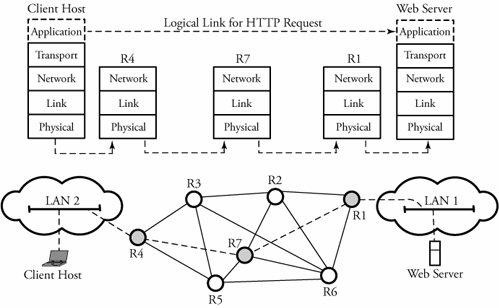 Client Host
Web Server
Application
Logical Link for HTTP Request
Application
Transport
R4
R7
R1
Transport
Network
Network
Network
Network
Network
Link
Link
Link
Link
Link
Physical
Physical
Physical
Physical
Physical
LAN 2
R3
R2
R1
LAN 1
R4
R7
R5
R6
Client Host
Web Server